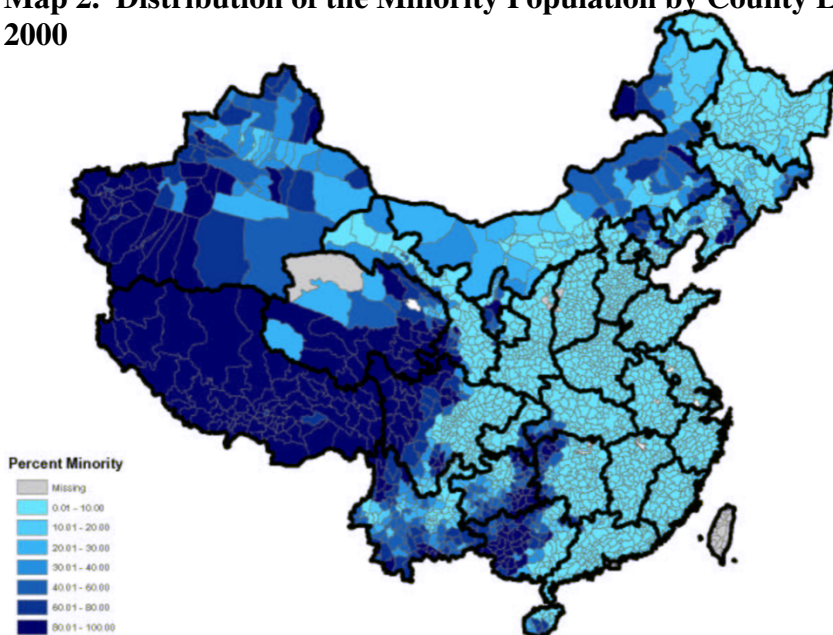 Map 2. Distribution of the Minority Population by County
2000
Percent Minority
Missing
0.01 - 10.00
10.01 - 20.00
20.01 - 30.00
30.01 - 40.00
40.01 - 60.00
60.01 - 80.00
80.01 - 100.00